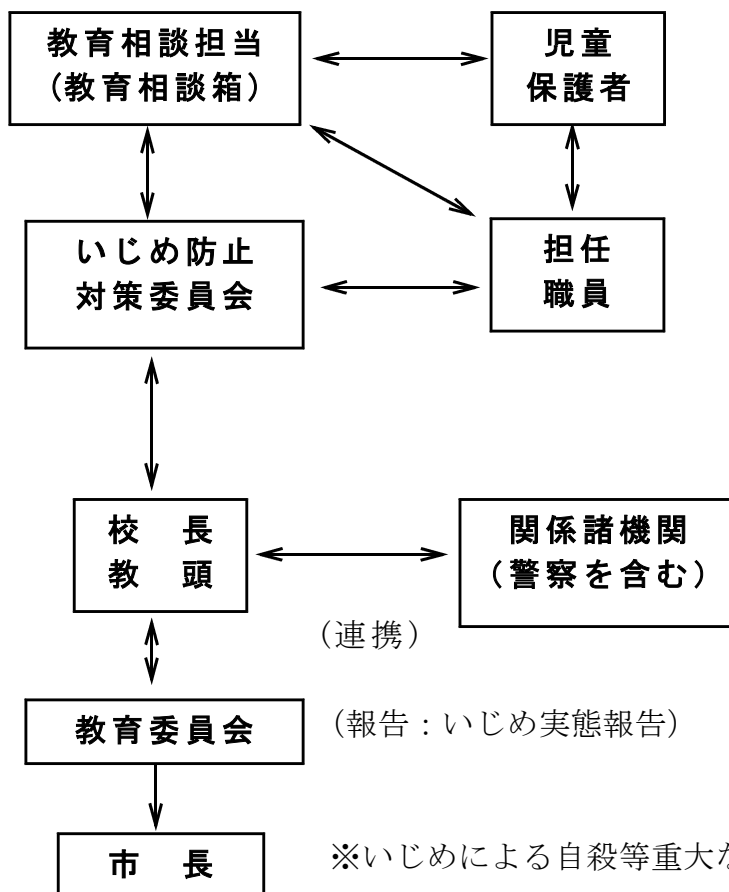 教育相談担当
(教育相談箱)
児童
保護者
いじめ防止
対策委員会
担任
職員
校　長
教　頭
関係諸機関
(警察を含む)
(連携)
教育委員会
(報告：いじめ実態報告)
市　長
※いじめによる自殺等重大な